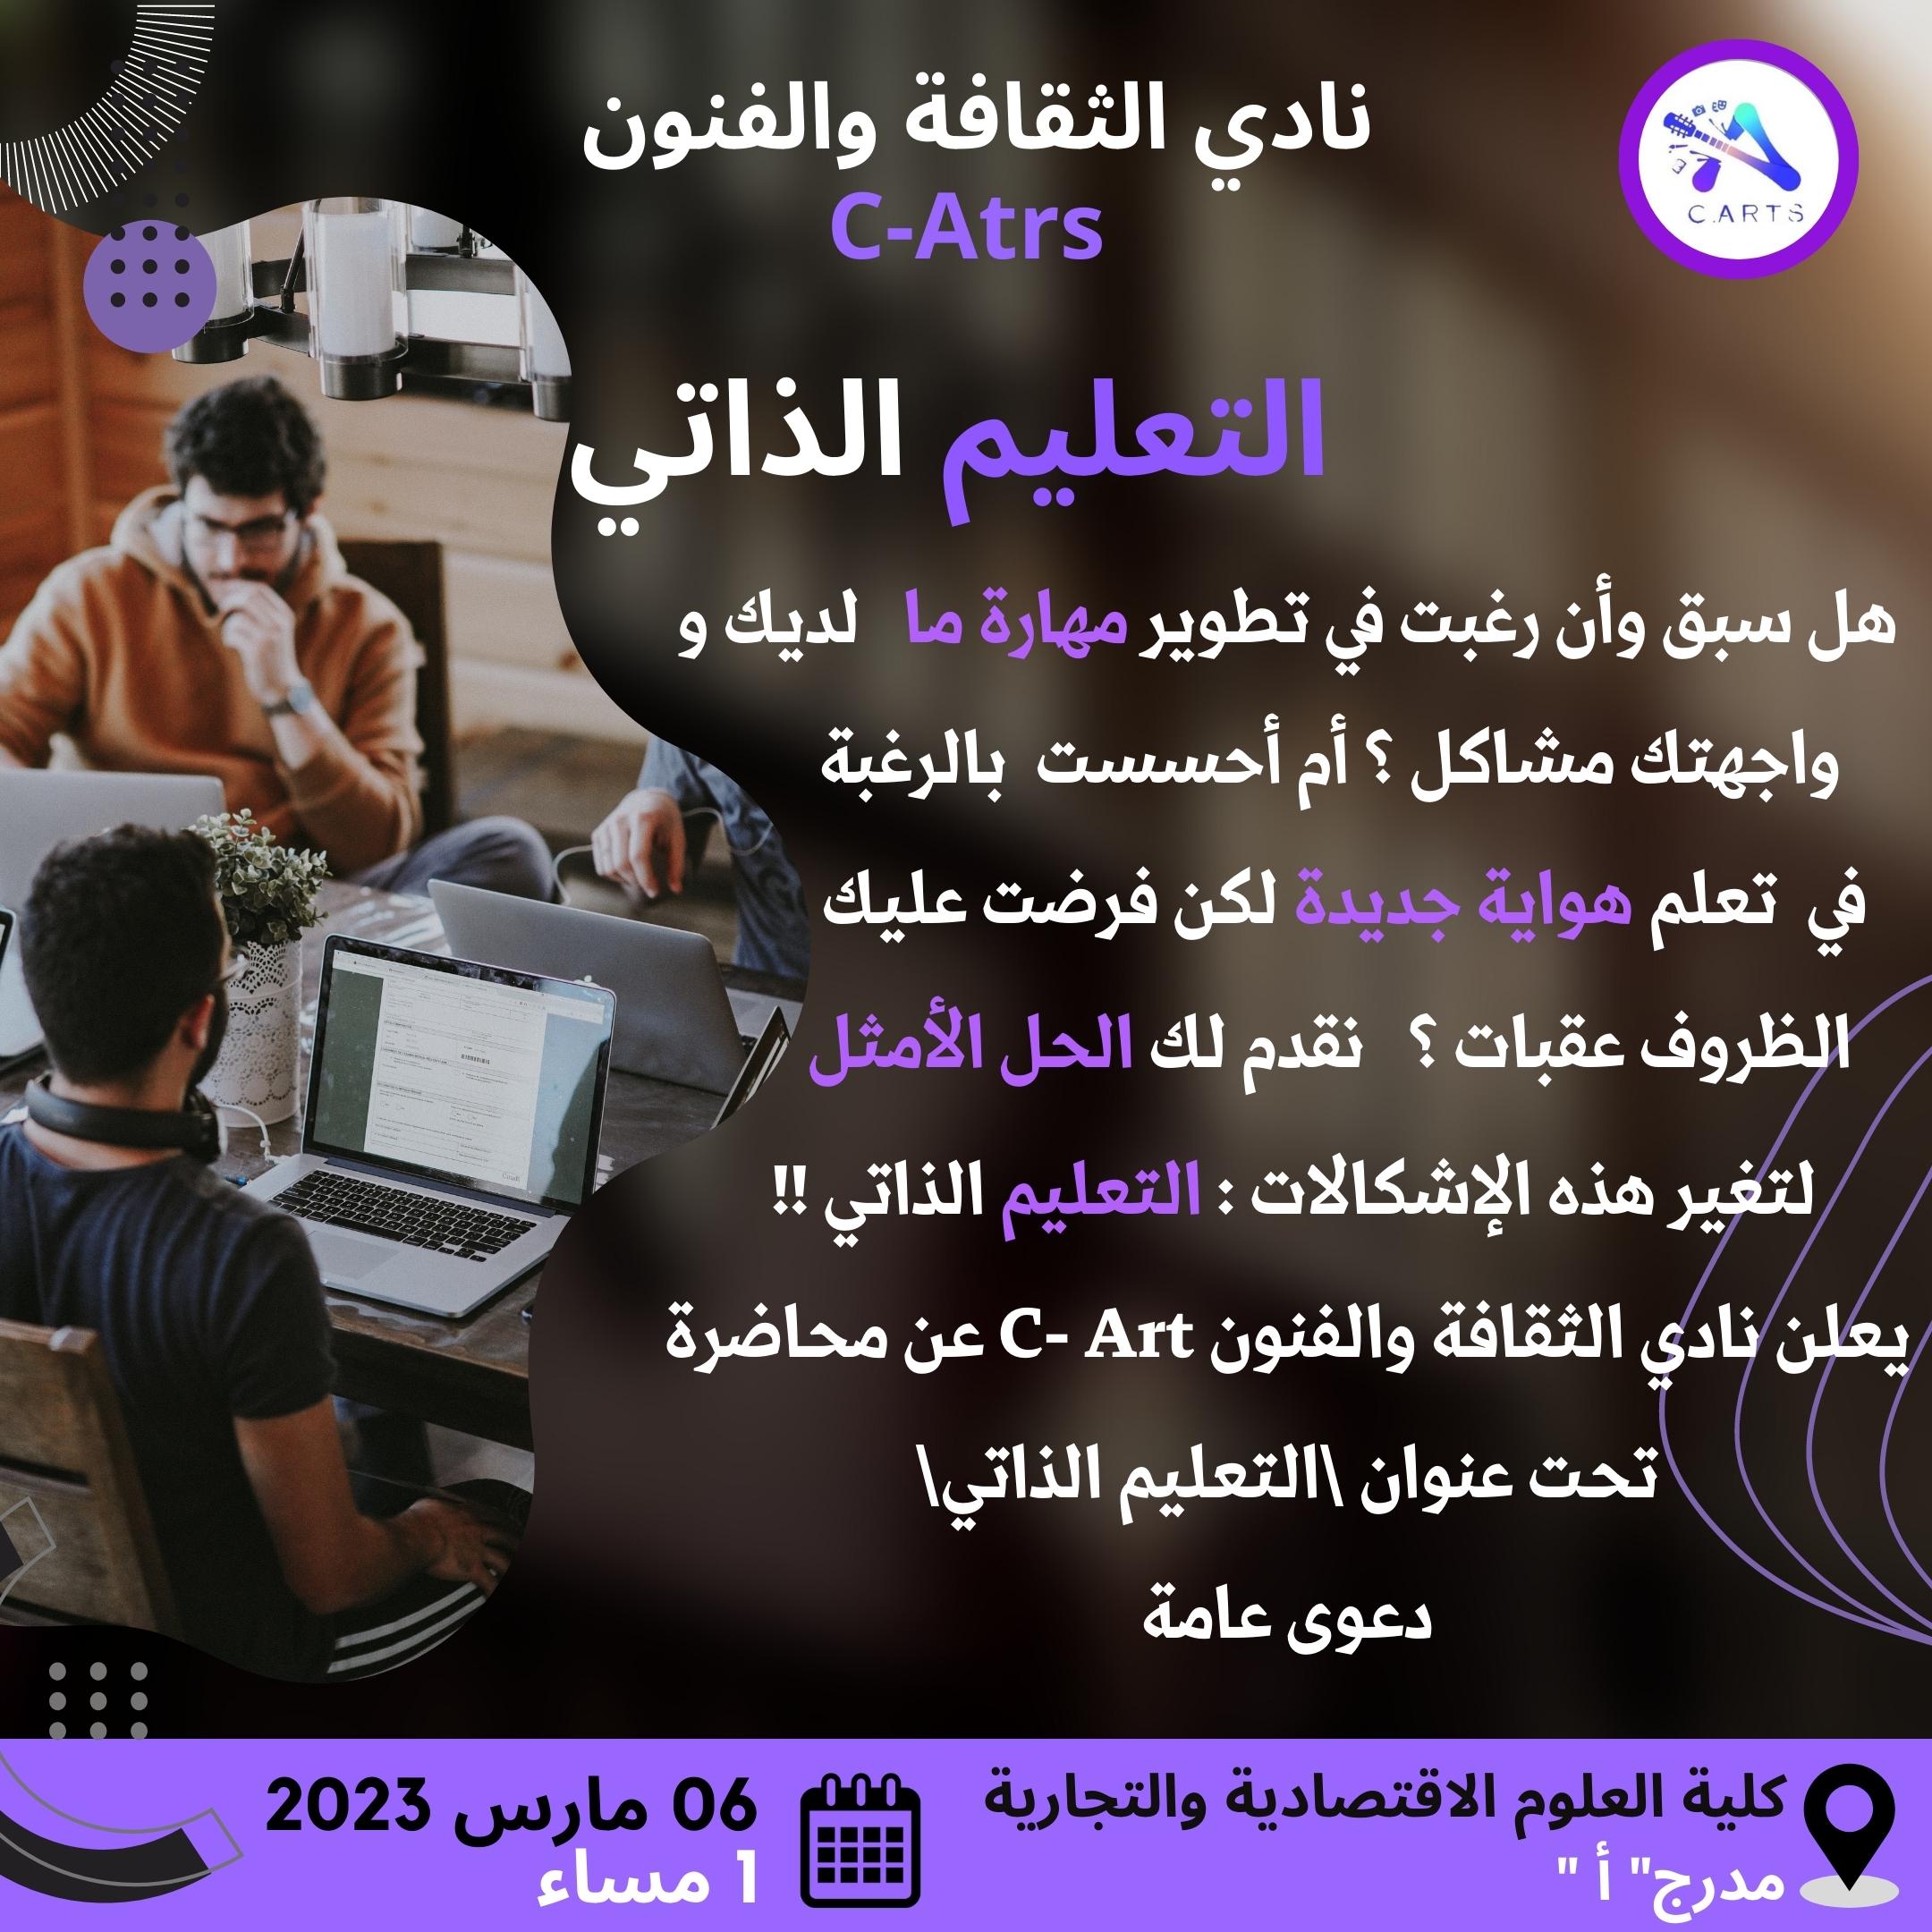 نادي الثقافة والفنون
C-Atrs
C.ARTS
التعليم الذاتي
هل سبق وأن رغبت في تطوير مهارة ما لديك و
واجهتك مشاكل ؟ أم أحسست بالرغبة
في تعلم هواية جديدة لكن فرضت عليك
الظروف عقبات ؟ نقدم لك الحل الأمثل
لتغير هذه الإشكالات : التعليم الذاتي !!
يعلن نادي الثقافة والفنون C- Art عن محاضرة
تحت عنوان \التعليم الذاتي\
دعوى عامة
كلية العلوم الاقتصادية والتجارية
مدرج" أ "
06 مارس 2023
1 مساء